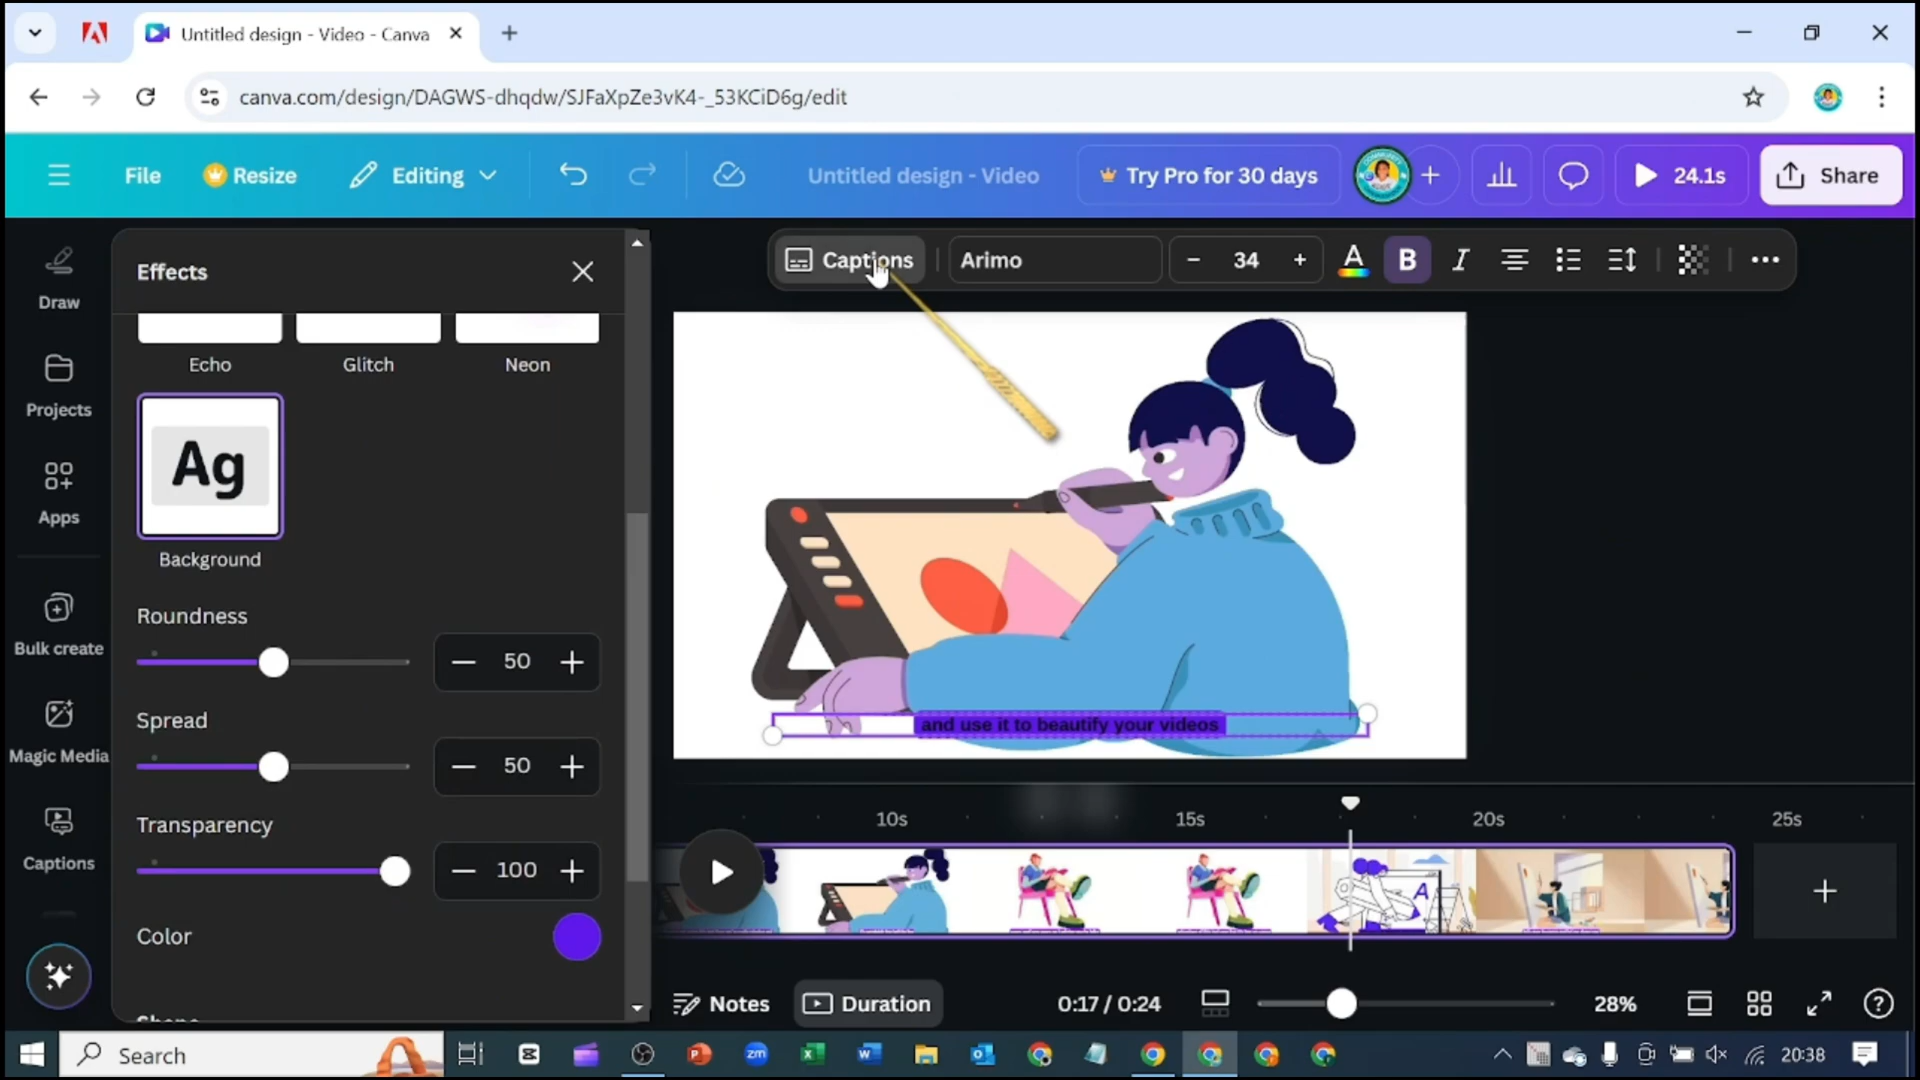 Untitled design - Video - Canva
canva.com/design/DAGWS-dhqdw/SJFaXpZe3vK4-_53KCiD6g/edit
File
Resize
Editing
Untitled design - Video
Try Pro for 30 days
24.1s
Share
Draw
Projects
Apps
Bulk create
Magic Media
Captions
Effects
Echo
Glitch
Neon
Ag
Background
Roundness
50
Spread
50
Transparency
100
Color
Captions
Arimo
34
A
B
I
and use it to beautify your videos
10s
15s
20s
25s
A
Notes
Duration
0:17 / 0:24
28%
Search
zm
20:38